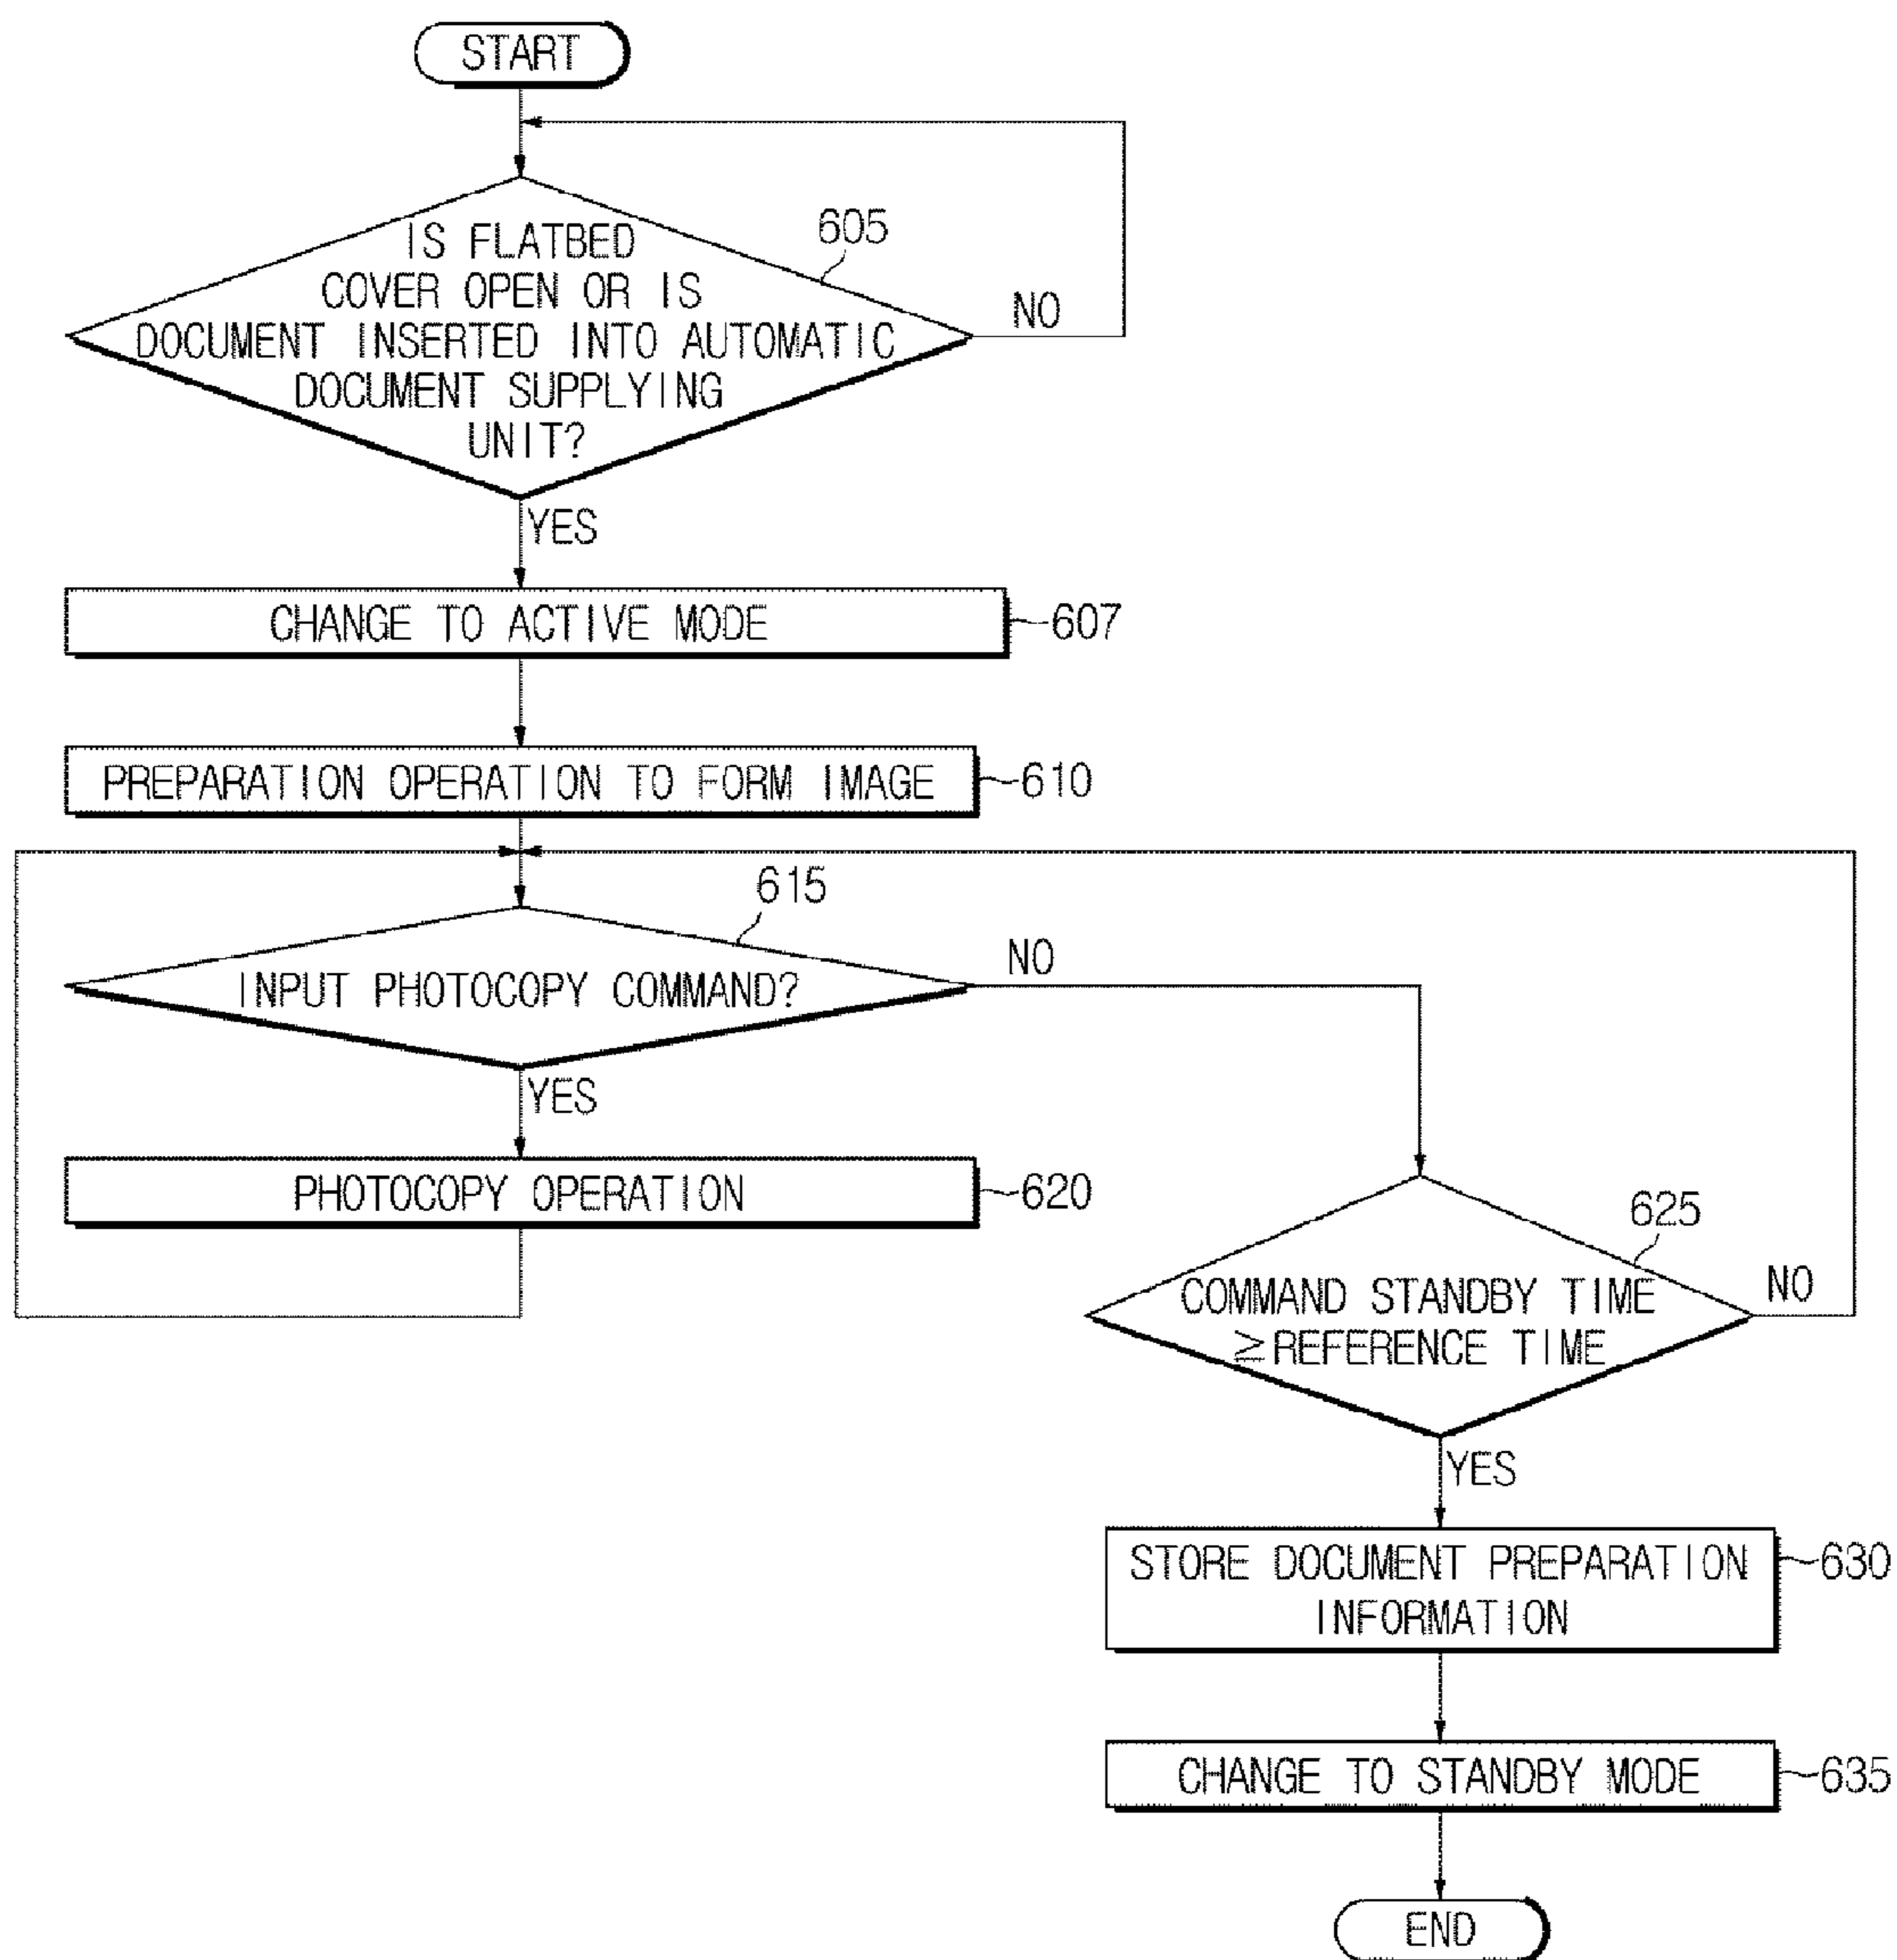 START
605
IS FLATBED
COVER OPEN OR IS
DOCUMENT INSERTED INTO AUTOMATIC
DOCUMENT SUPPLYING
UNIT?
NO
YES
CHANGE TO ACTIVE MODE
607
PREPARATION OPERATION TO FORM IMAGE
610
615
INPUT PHOTOCOPY COMMAND?
NO
YES
PHOTOCOPY OPERATION
620
625
COMMAND STANDBY TIME
≧REFERENCE TIME
NO
YES
STORE DOCUMENT PREPARATION
INFORMATION
630
CHANGE TO STANDBY MODE
635
END